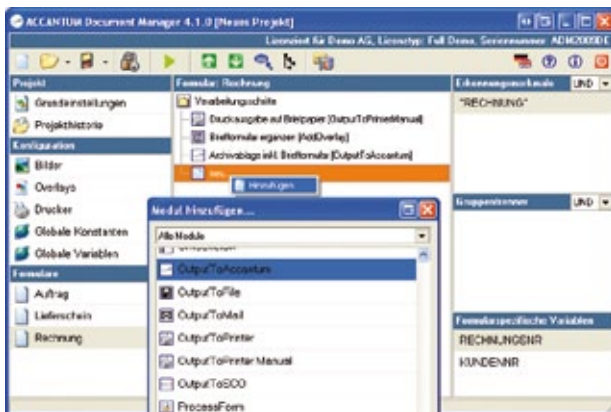 ACCANTUM Document Manager 4.1.0 [Neues Projekt]
Lizenziert für Demo AG, Lizenztyp: Full Demo, Seriennummer: ADM2009DE
Projekt
Grundeinstellungen
Projekthistorie
Konfiguration
Bilder
Overlays
Drucker
Globale Konstanten
Globale Variablen
Formulare
Auftrag
Lieferschein
Rechnung
Formular: Rechnung
Verarbeitungsschritte
Druckausgabe auf Briefpapier [OutputToPrinterManual]
Briefformular ergänzen [AddOverlay]
Archivablage inkl. Briefformular [OutputToAccantum]
Neu...
Hinzufügen
Modul hinzufügen...
Alle Module
OutputToAccantum
OutputToFile
OutputToMail
OutputToPrinter
OutputToPrinter Manual
OutputToSCO
ProcessForm
Erkennungsmerkmale UND
"RECHNUNG"
Gruppentrenner UND
Formularspezifische Variablen
RECHNUNGSNR
KUNDENNR